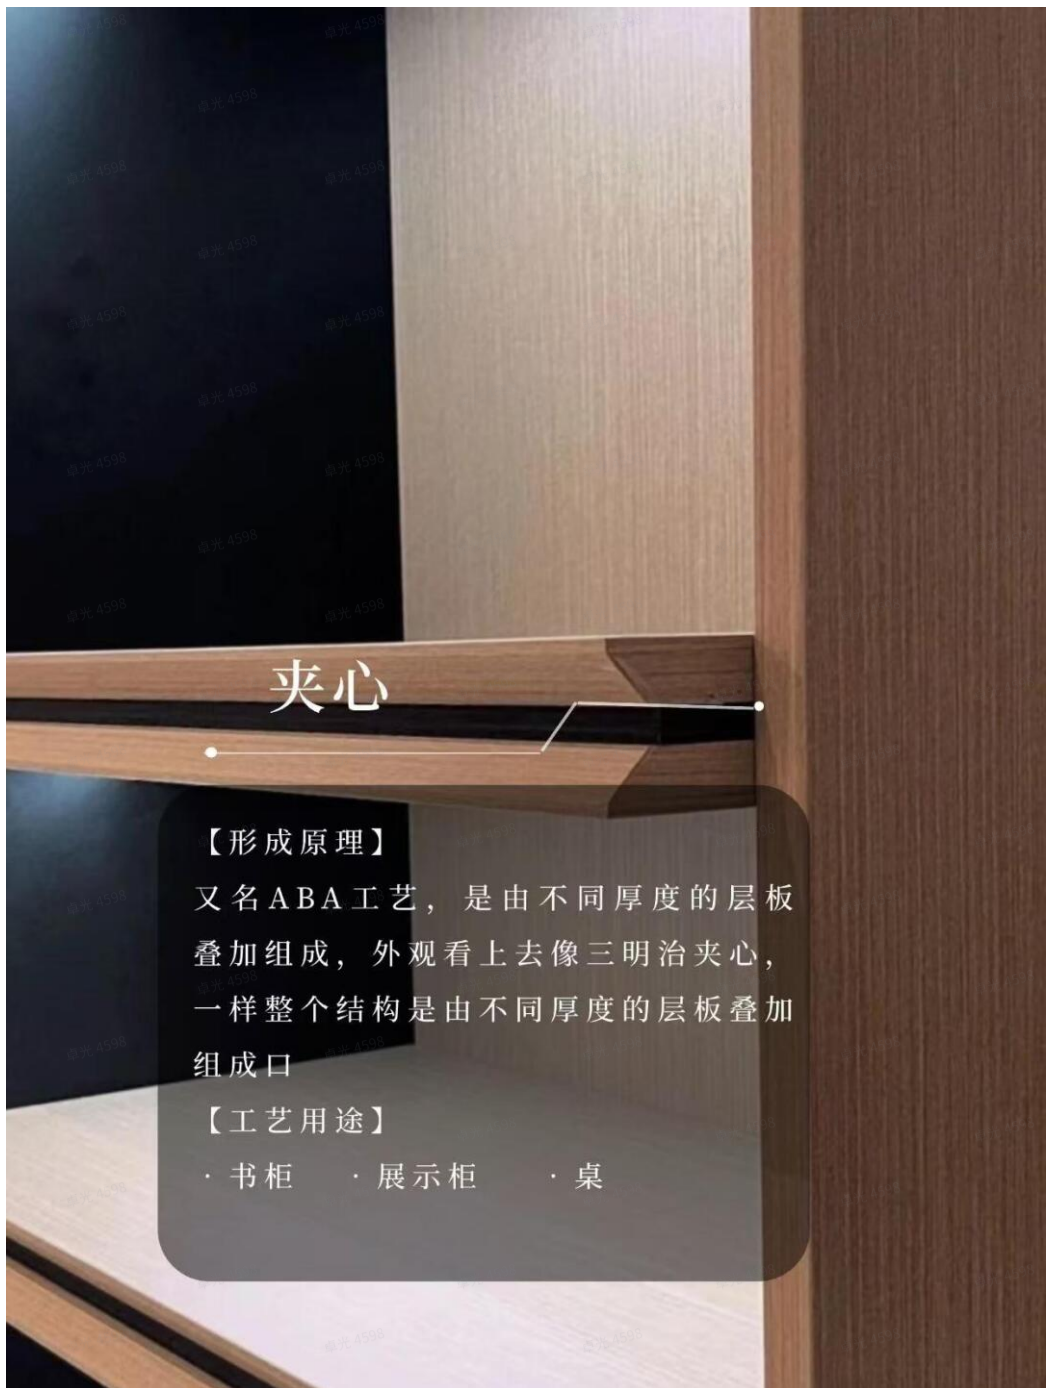 夹心
【形成原理】
又名ABA工艺，是由不同厚度的层板
叠加组成，外观看上去像三明治夹心，
一样整个结构是由不同厚度的层板叠加
组成口
【工艺用途】
·书柜 ·展示柜 ·桌
卓光 4598